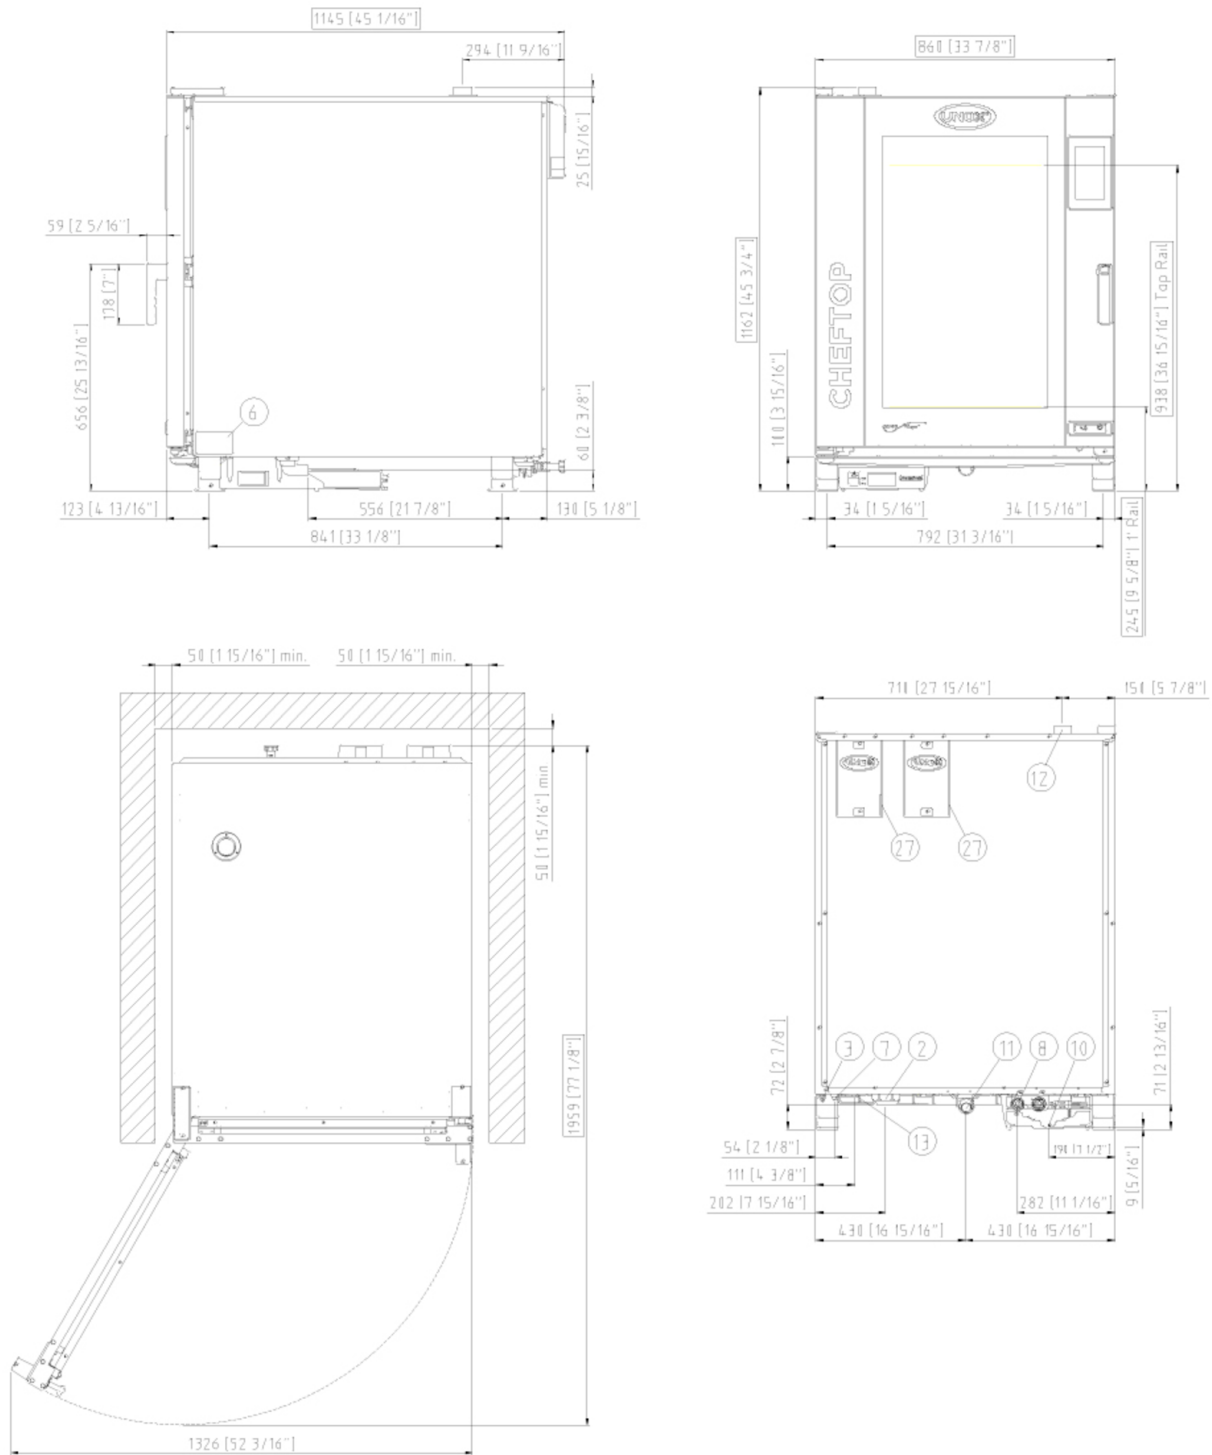 1145 [45 1/16"]
294 [11 9/16"]
25 [15/16"]
59 [2 5/16"]
178 [7"]
656 [25 13/16"]
6
60 [2 3/8"]
123 [4 13/16"]
556 [21 7/8"]
130 [5 1/8"]
841 [33 1/8"]
860 [33 7/8"]
UNOX
1162 [45 3/4"]
CHEFTOP
100 [3 15/16"]
938 [36 15/16"] Top Rail
34 [1 5/16"]
34 [1 5/16"]
792 [31 3/16"]
245 [9 5/8"] 1° Rail
50 [1 15/16"] min.
50 [1 15/16"] min.
50 [1 15/16"] min
1959 [77 1/8"]
1326 [52 3/16"]
710 [27 15/16"]
150 [5 7/8"]
12
27
27
3
7
2
11
8
10
72 [2 7/8"]
71 [2 13/16"]
13
54 [2 1/8"]
190 [7 1/2"]
111 [4 3/8"]
9 [5/16"]
202 [7 15/16"]
282 [11 1/16"]
430 [16 15/16"]
430 [16 15/16"]